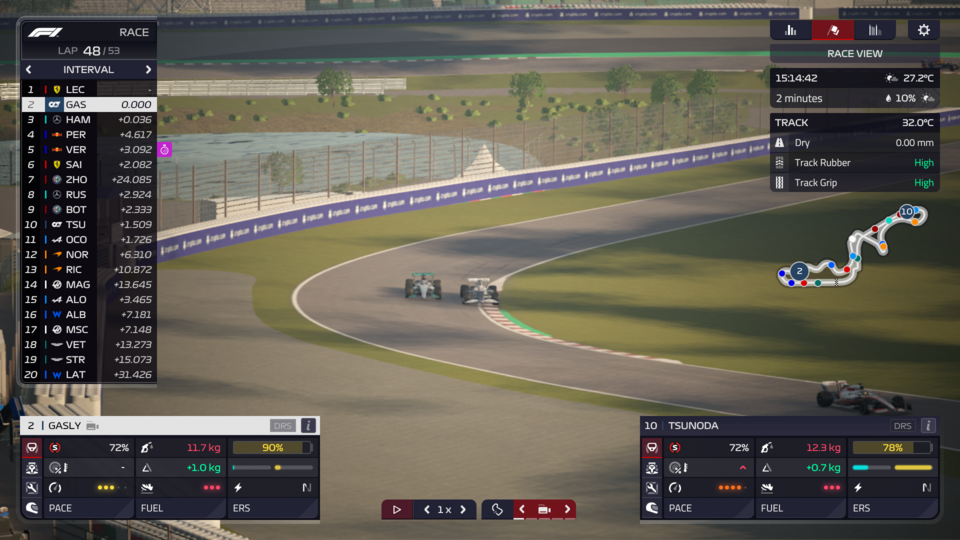 RACE
LAP 48/53
INTERVAL
1 LEC -
2 GAS 0.000
3 HAM +0.036
4 PER +4.617
5 VER +3.092
6 SAI +2.082
7 ZHO +24.085
8 RUS +2.924
9 BOT +2.333
10 TSU +1.509
11 OCO +1.726
12 NOR +6.310
13 RIC +10.872
14 MAG +13.645
15 ALO +3.465
16 ALB +7.181
17 MSC +7.148
18 VET +13.273
19 STR +15.073
20 LAT +31.426
RACE VIEW
15:14:42 27.2°C
2 minutes 10%
TRACK 32.0°C
Dry 0.00 mm
Track Rubber High
Track Grip High
10
2
crypto.com
2 GASLY DRS i
S 72% 11.7 kg 90%
- +1.0 kg
N
PACE FUEL ERS
1x
10 TSUNODA DRS i
S 72% 12.3 kg 78%
+0.7 kg
N
PACE FUEL ERS